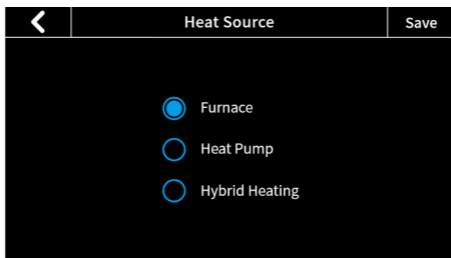 Heat Source
Save
Furnace
Heat Pump
Hybrid Heating